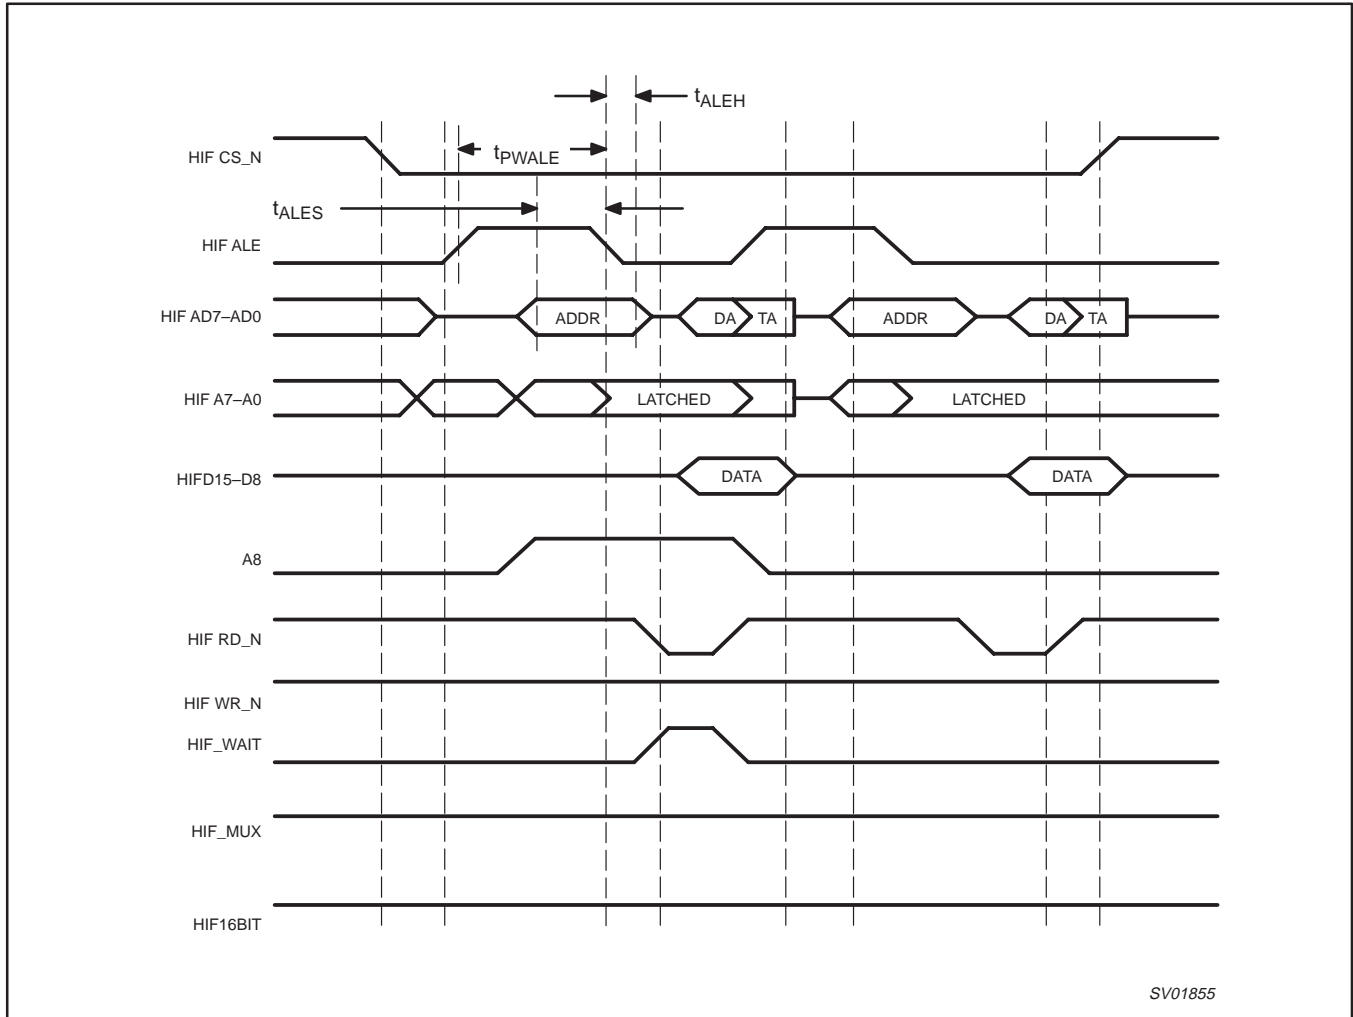 tALEH
HIF CS_N
tPWALE
tALES
HIF ALE
HIF AD7–AD0 ADDR DA TA ADDR DA TA
HIF A7–A0 LATCHED LATCHED
HIFD15–D8 DATA DATA
A8
HIF RD_N
HIF WR_N
HIF_WAIT
HIF_MUX
HIF16BIT
SV01855